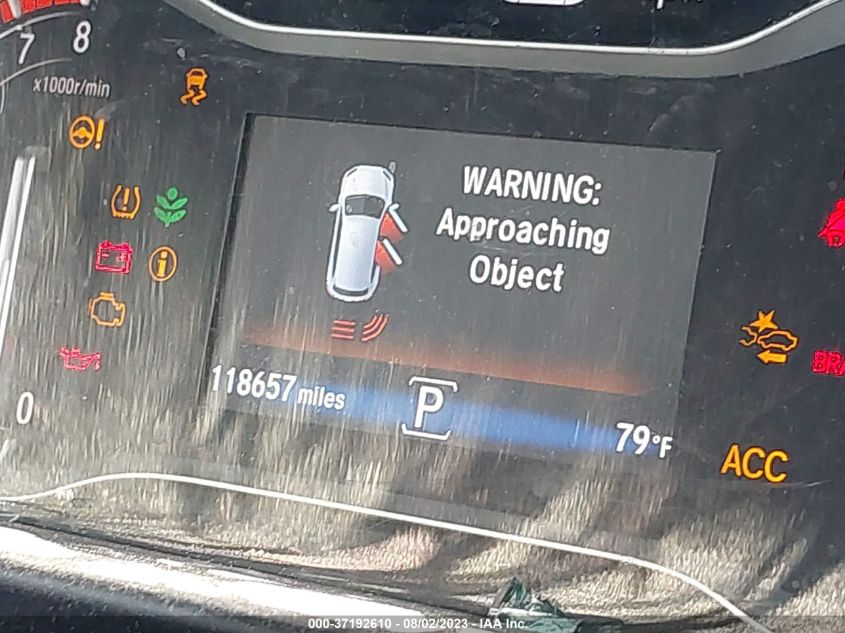 7 8
x1000r/min
WARNING:
Approaching
Object
118657 miles
P
79°F
0
ACC
000-37192610 - 08/02/2023 - IAA Inc.